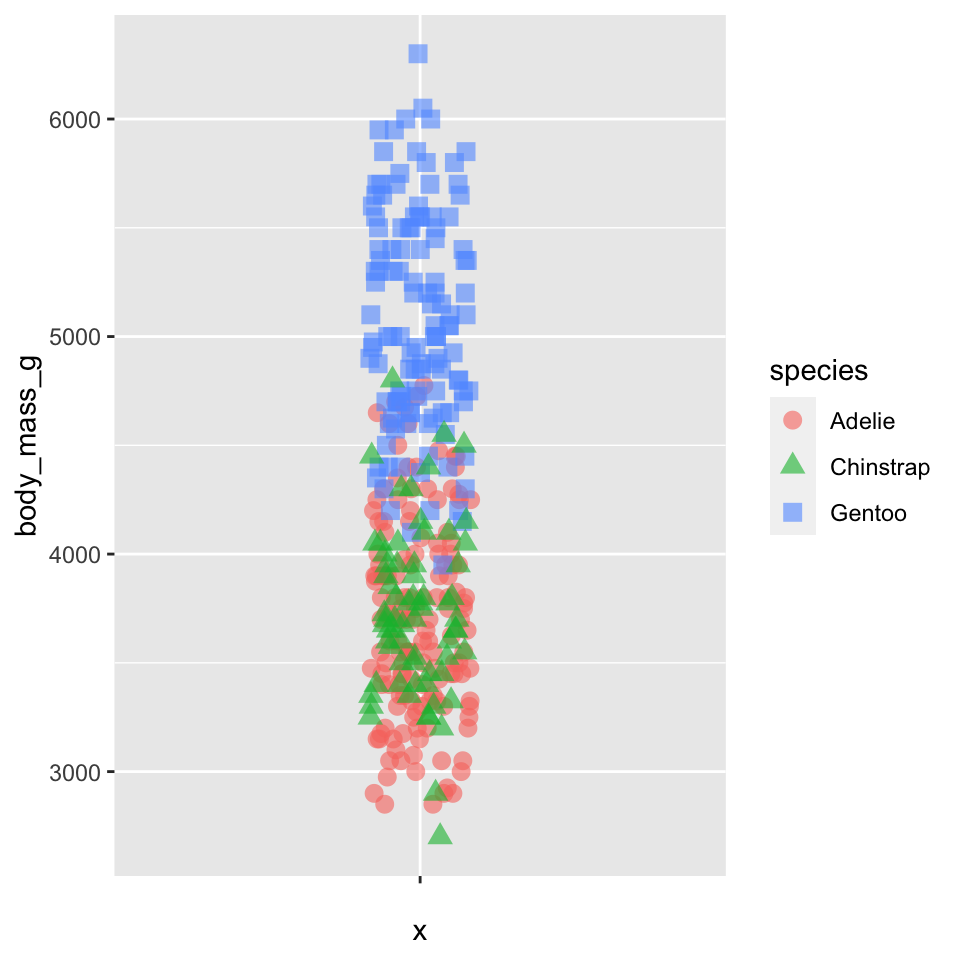 body_mass_g
6000
5000
4000
3000
x
species
Adelie
Chinstrap
Gentoo